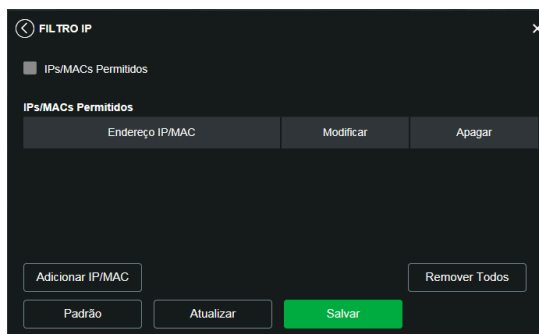 FILTRO IP
IPs/MACs Permitidos
IPs/MACs Permitidos
Endereço IP/MAC Modificar Apagar
Adicionar IP/MAC Remover Todos
Padrão Atualizar Salvar